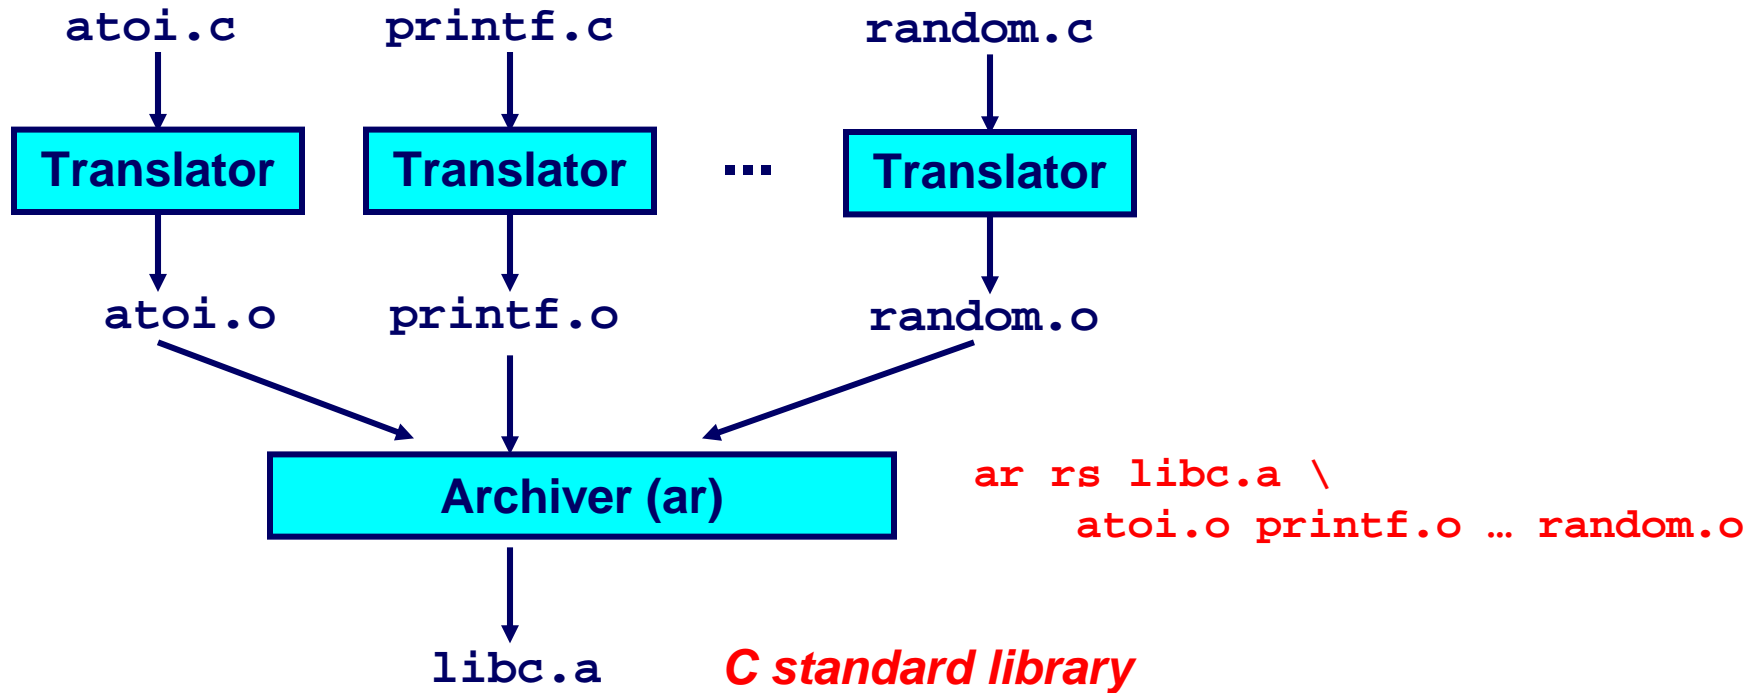 atoi.c printf.c random.c
Translator Translator ... Translator
atoi.o printf.o random.o
Archiver (ar)
ar rs libc.a \
atoi.o printf.o … random.o
libc.a C standard library